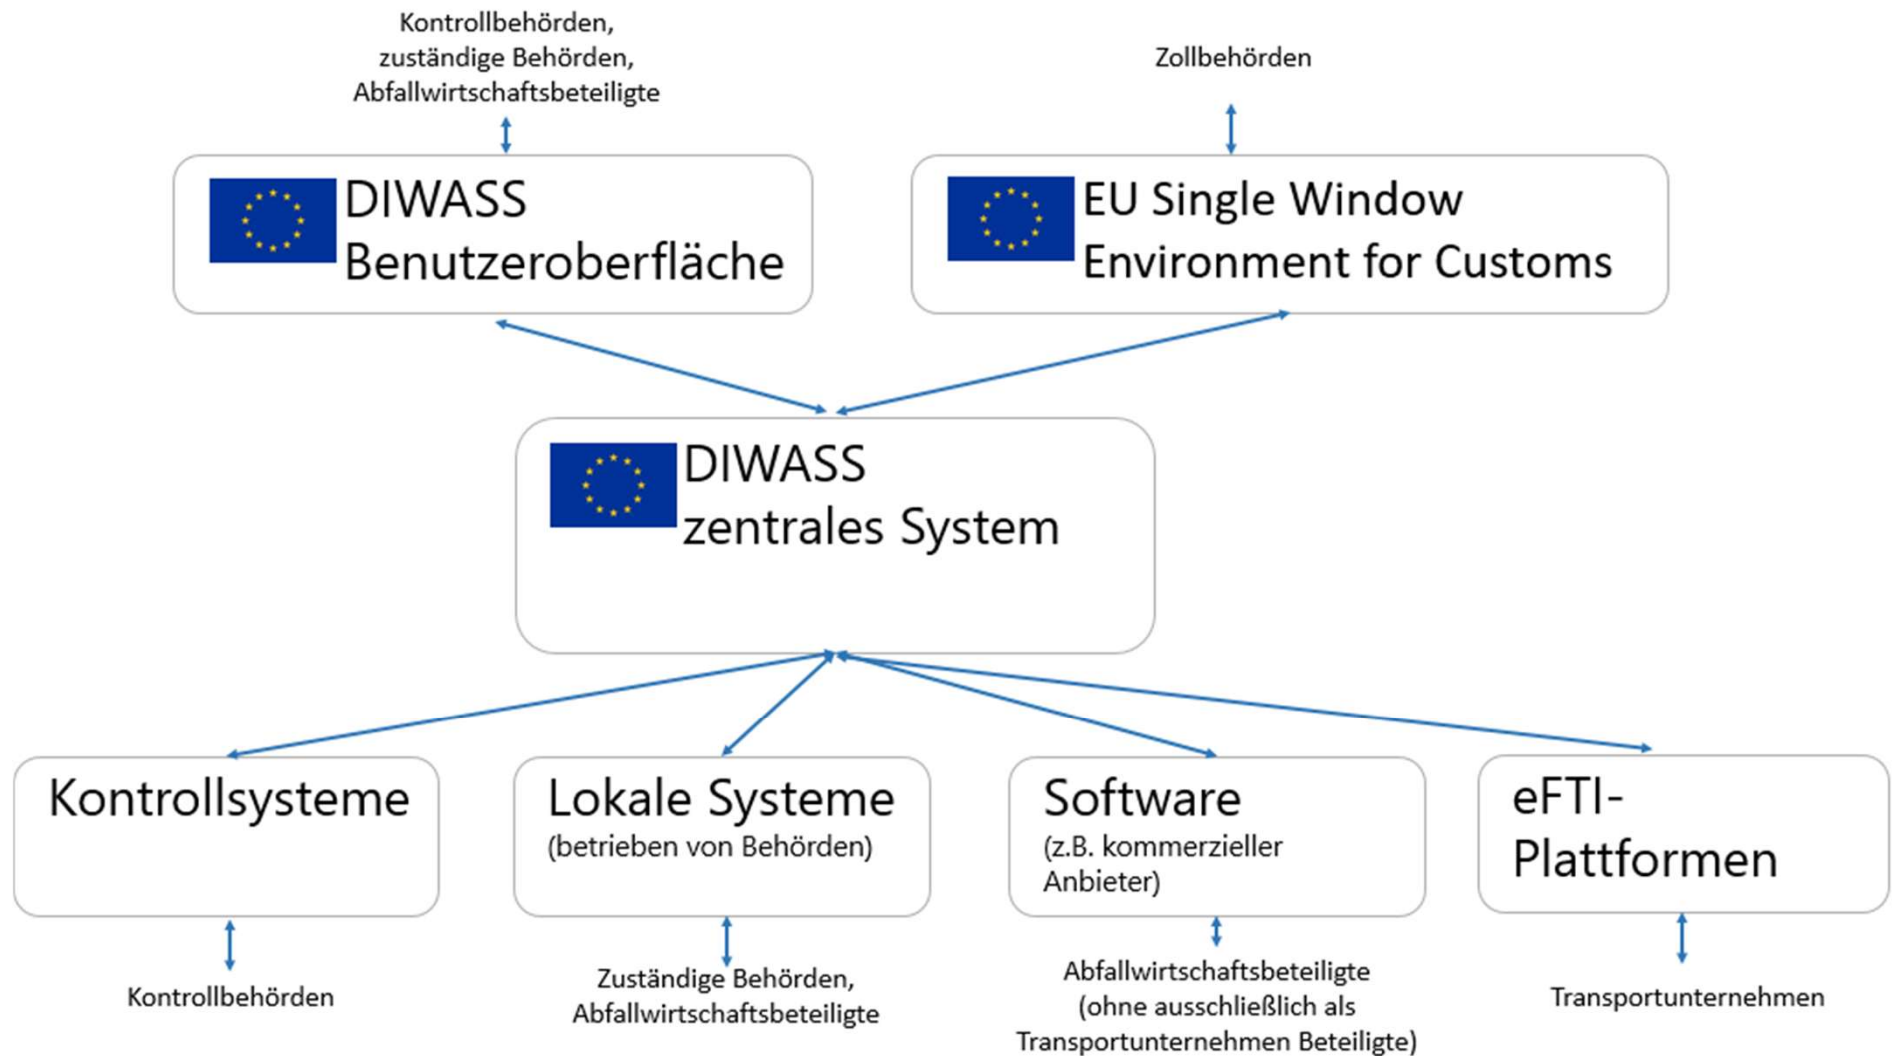 Kontrollbehörden,
zuständige Behörden,
Abfallwirtschaftsbeteiligte
Zollbehörden
DIWASS
Benutzeroberfläche
EU Single Window
Environment for Customs
DIWASS
zentrales System
Kontrollsysteme
Lokale Systeme
(betrieben von Behörden)
Software
(z.B. kommerzieller
Anbieter)
eFTI-
Plattformen
Kontrollbehörden
Zuständige Behörden,
Abfallwirtschaftsbeteiligte
Abfallwirtschaftsbeteiligte
(ohne ausschließlich als
Transportunternehmen Beteiligte)
Transportunternehmen